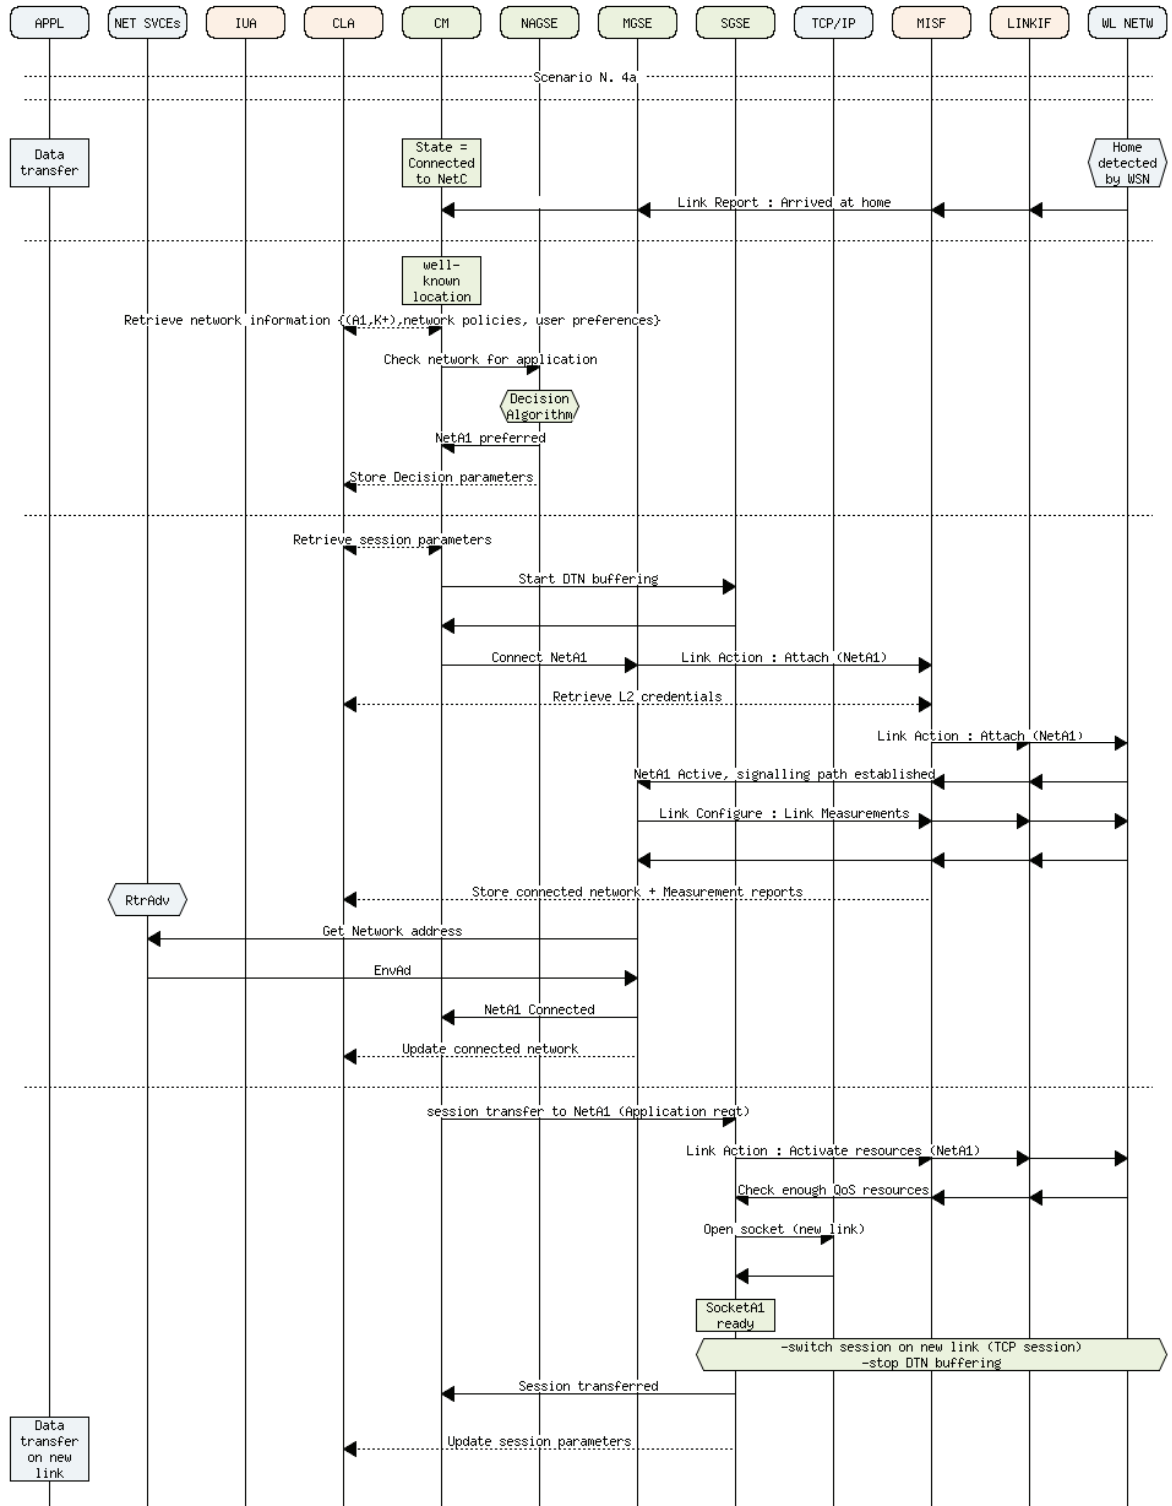 APPL NET SVCEs IUA CLA CM NAGSE MGSE SGSE TCP/IP MISF LINKIF WL NETW
Scenario N. 4a
Data
transfer
State =
Connected
to NetC
Home
detected
by WSN
Link Report : Arrived at home
well-
known
location
Retrieve network information {(A1,K+),network policies, user preferences}
Check network for application
Decision
Algorithm
NetA1 preferred
Store Decision parameters
Retrieve session parameters
Start DTN buffering
Connect NetA1
Link Action : Attach (NetA1)
Retrieve L2 credentials
Link Action : Attach (NetA1)
NetA1 Active, signalling path established
Link Configure : Link Measurements
RtrAdv
Store connected network + Measurement reports
Get Network address
EnvAd
NetA1 Connected
Update connected network
session transfer to NetA1 (Application reqt)
Link Action : Activate resources (NetA1)
Check enough QoS resources
Open socket (new link)
SocketA1
ready
-switch session on new link (TCP session)
-stop DTN buffering
Session transferred
Data
transfer
on new
link
Update session parameters